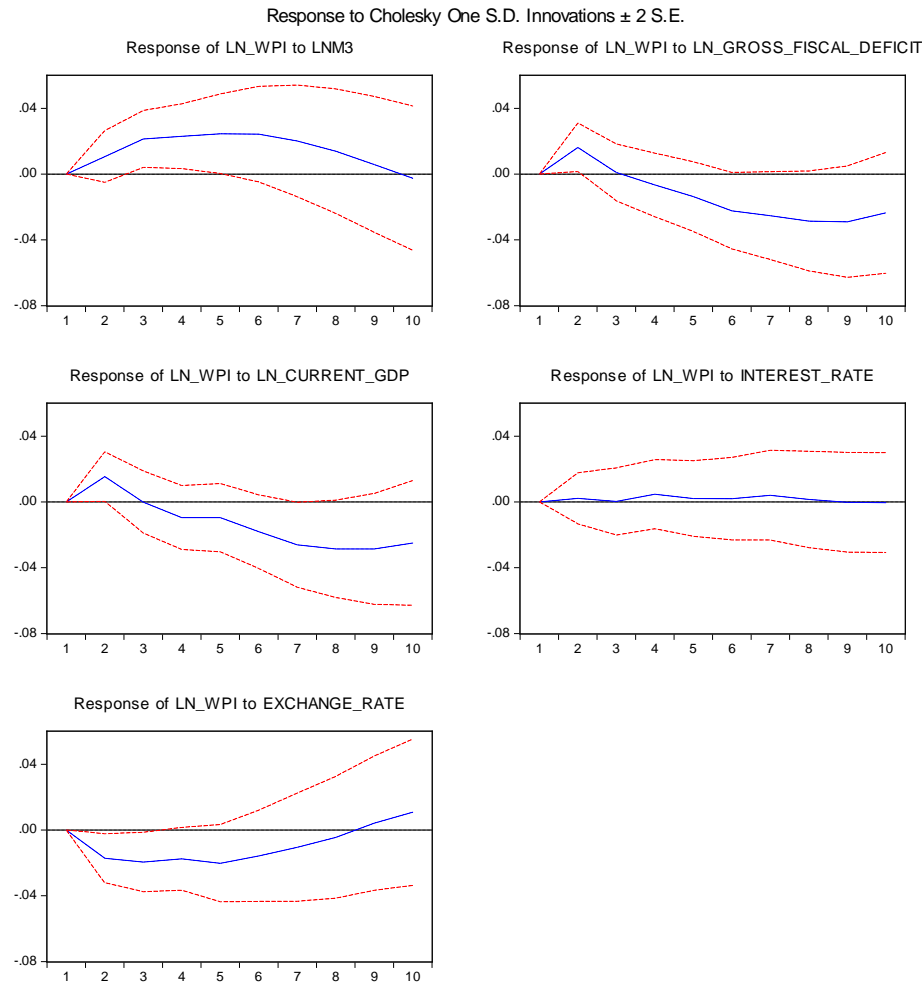 Response to Cholesky One S.D. Innovations ± 2 S.E.
Response of LN_WPI to LNM3
.04
.00
-.04
-.08
1 2 3 4 5 6 7 8 9 10
Response of LN_WPI to LN_GROSS_FISCAL_DEFICIT
.04
.00
-.04
-.08
1 2 3 4 5 6 7 8 9 10
Response of LN_WPI to LN_CURRENT_GDP
.04
.00
-.04
-.08
1 2 3 4 5 6 7 8 9 10
Response of LN_WPI to INTEREST_RATE
.04
.00
-.04
-.08
1 2 3 4 5 6 7 8 9 10
Response of LN_WPI to EXCHANGE_RATE
.04
.00
-.04
-.08
1 2 3 4 5 6 7 8 9 10